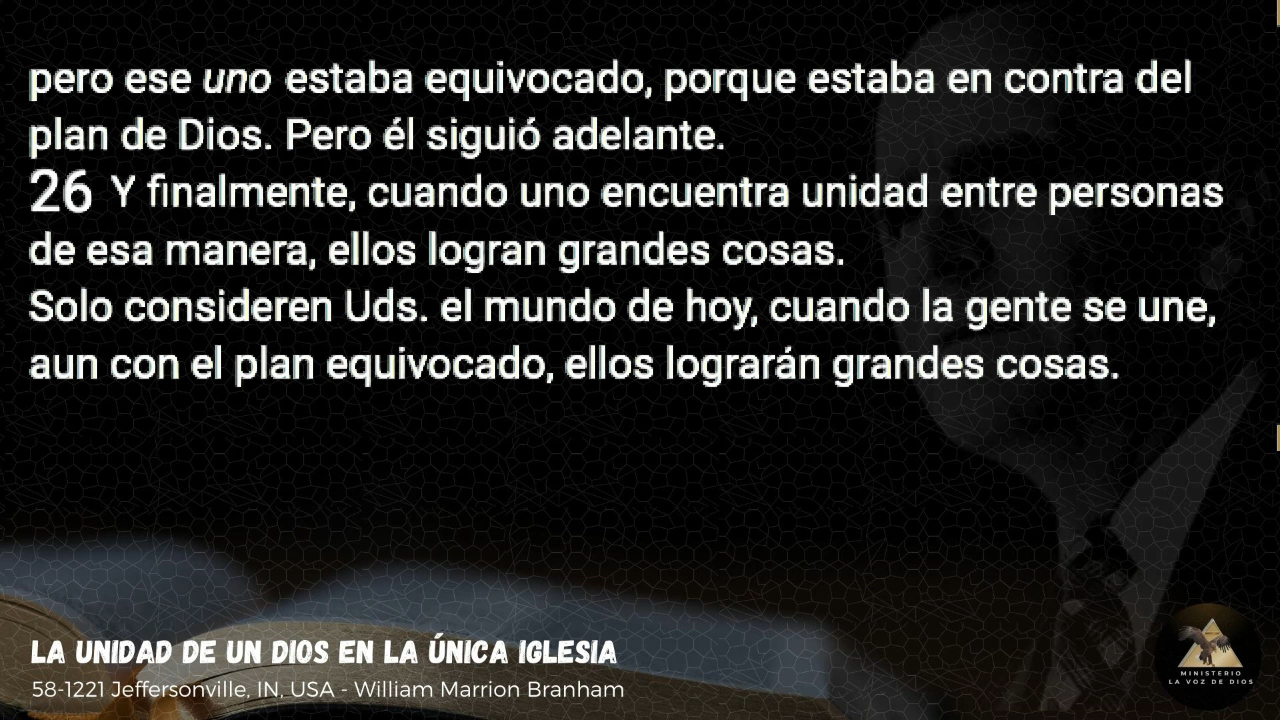 pero ese uno estaba equivocado, porque estaba en contra del
plan de Dios. Pero él siguió adelante.
26 Y finalmente, cuando uno encuentra unidad entre personas
de esa manera, ellos logran grandes cosas.
Solo consideren Uds. el mundo de hoy, cuando la gente se une,
aun con el plan equivocado, ellos lograrán grandes cosas.
LA UNIDAD DE UN DIOS EN LA ÚNICA IGLESIA
58-1221 Jeffersonville, IN, USA - William Marrion Branham
MINISTERIO
LA VOZ DE DIOS